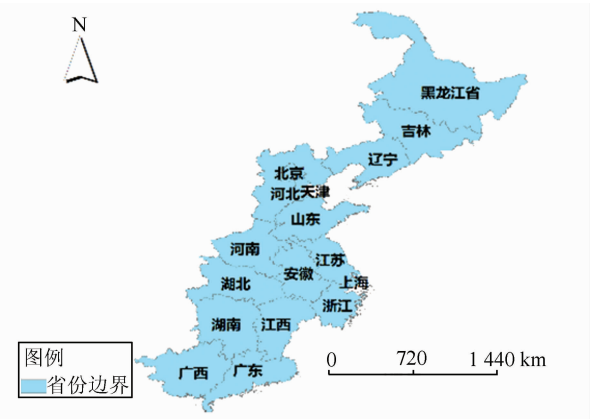 N
黑龙江省
吉林
辽宁
北京
河北
天津
山东
河南
江苏
安徽
上海
湖北
浙江
湖南
江西
广西
广东
图例
省份边界
0 720 1 440 km